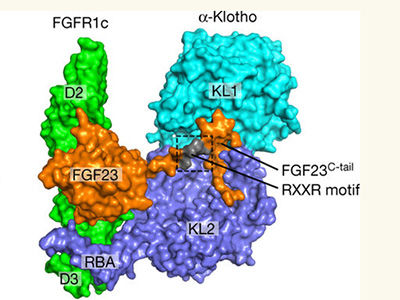 FGFR1c
α-Klotho
D2
KL1
FGF23
FGF23C-tail
RXXR motif
KL2
RBA
D3